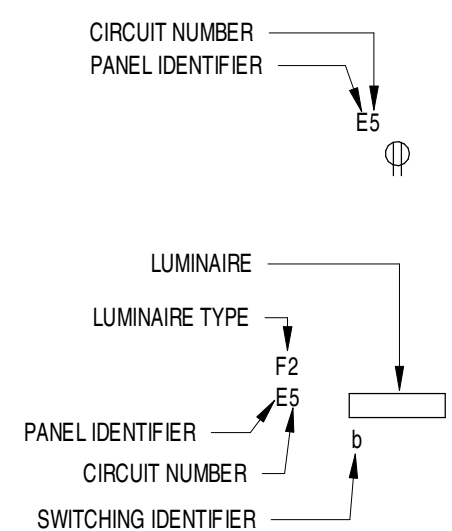 CIRCUIT NUMBER
PANEL IDENTIFIER
E5
LUMINAIRE
LUMINAIRE TYPE
F2
E5
PANEL IDENTIFIER
b
CIRCUIT NUMBER
SWITCHING IDENTIFIER